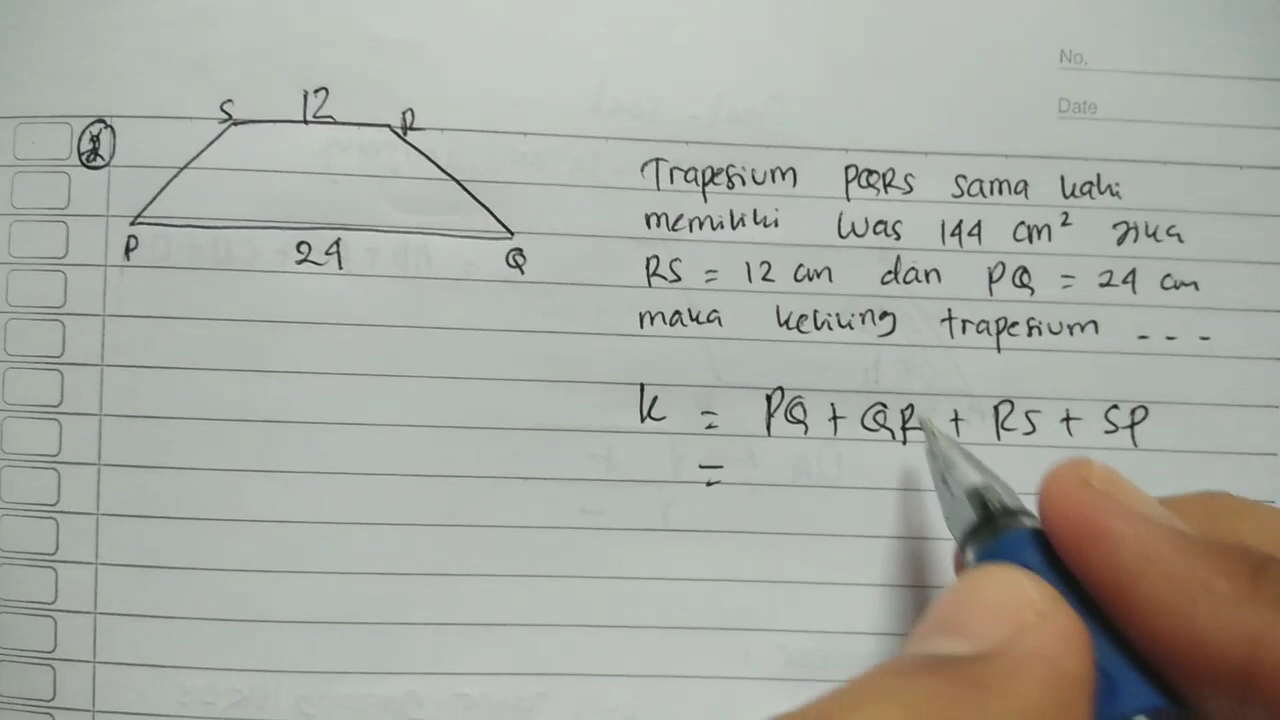 No.
Date
S 12 R
P 24 Q
Trapesium PQRS sama kaki
memiliki luas 144 cm² jika
RS = 12 cm dan PQ = 24 cm
maka keliling trapesium ---
K = PQ + QR + RS + SP
=